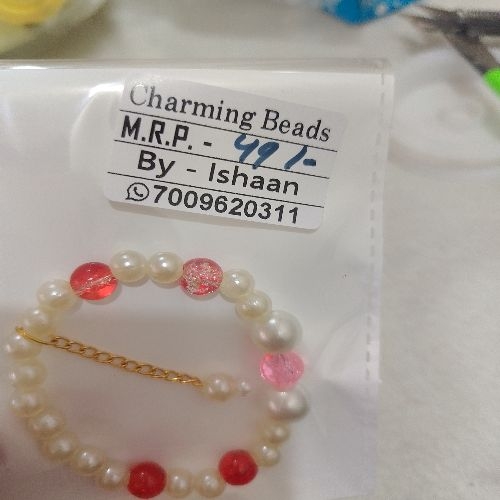 Charming Beads
M.R.P. - 49 /-
By - Ishaan
7009620311